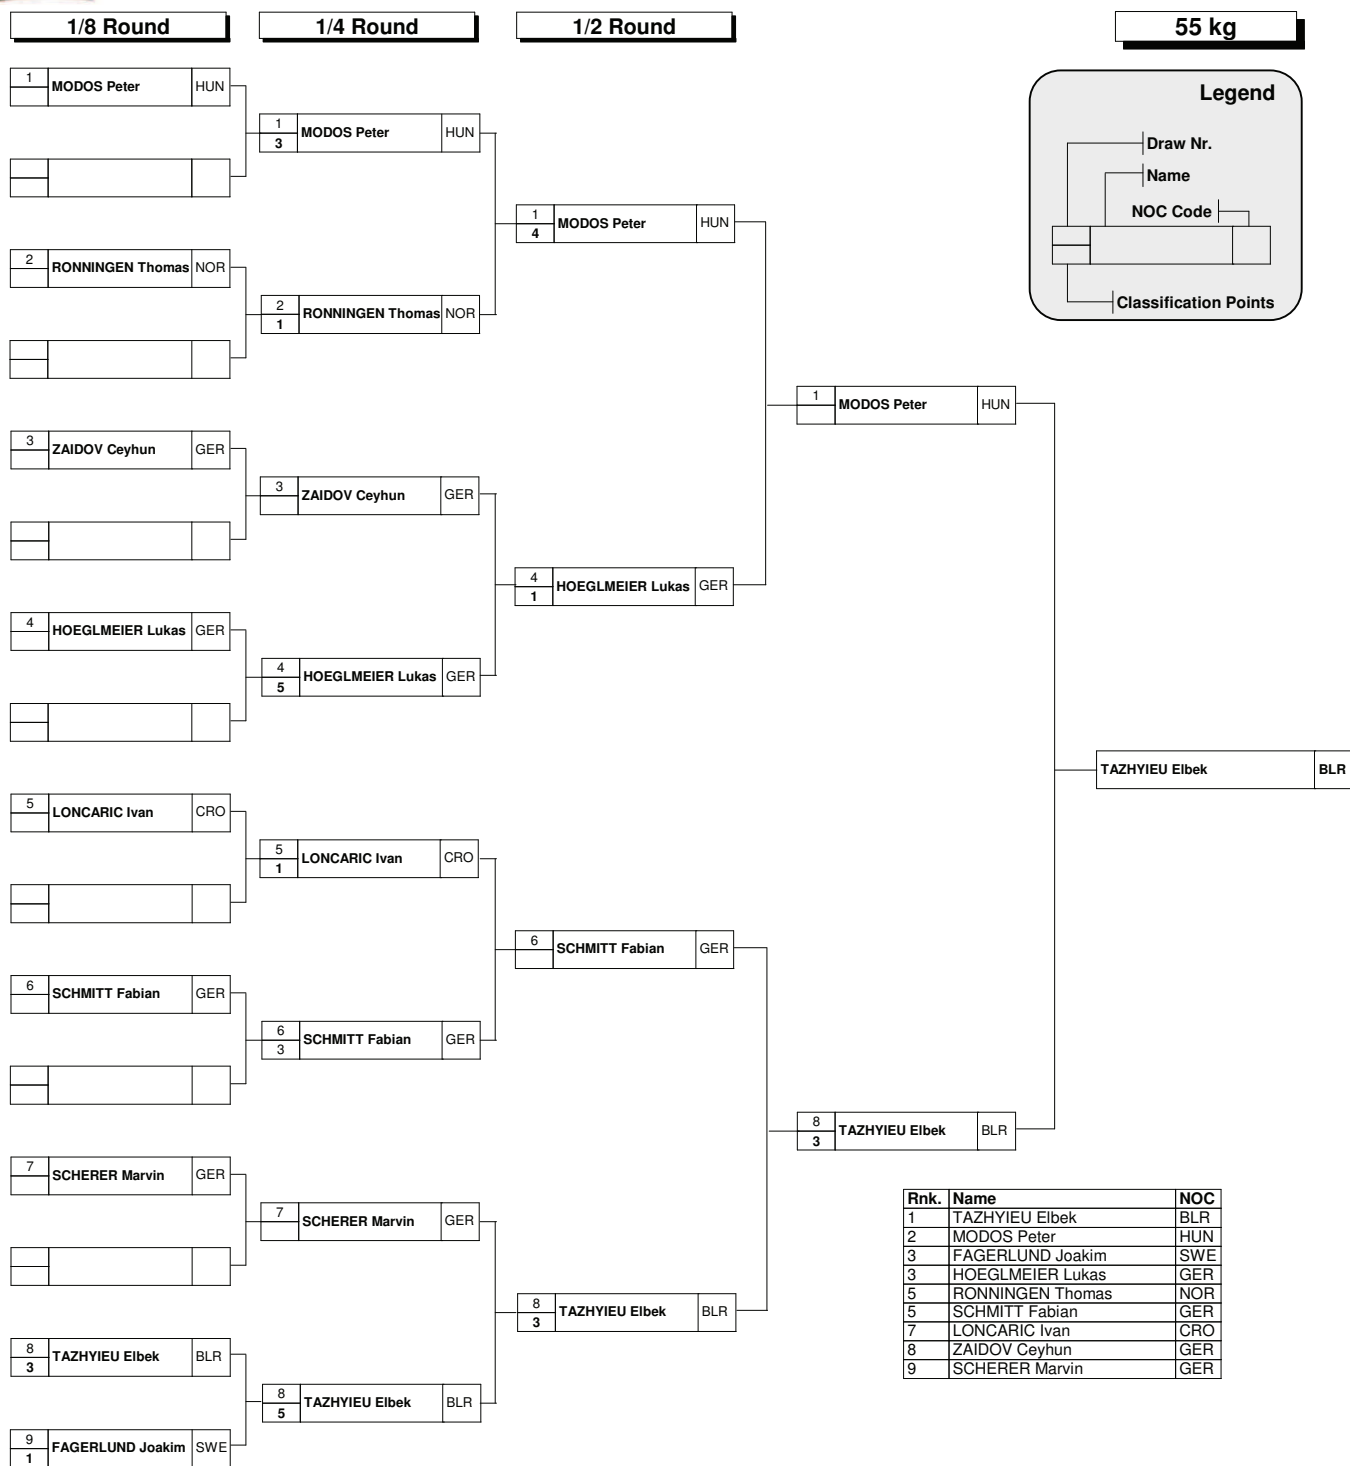 1/8 Round 1/4 Round 1/2 Round 55 kg
Legend
Draw Nr.
Name
NOC Code
Classification Points
1 MODOS Peter HUN
2 RONNINGEN Thomas NOR
3 ZAIDOV Ceyhun GER
4 HOEGLMEIER Lukas GER
5 LONCARIC Ivan CRO
6 SCHMITT Fabian GER
7 SCHERER Marvin GER
8 TAZHYIEU Elbek BLR
3
9 FAGERLUND Joakim SWE
1
1 MODOS Peter HUN
3
2 RONNINGEN Thomas NOR
1
3 ZAIDOV Ceyhun GER
4 HOEGLMEIER Lukas GER
5
5 LONCARIC Ivan CRO
1
6 SCHMITT Fabian GER
3
7 SCHERER Marvin GER
8 TAZHYIEU Elbek BLR
5
1 MODOS Peter HUN
4
4 HOEGLMEIER Lukas GER
1
6 SCHMITT Fabian GER
8 TAZHYIEU Elbek BLR
3
1 MODOS Peter HUN
8 TAZHYIEU Elbek BLR
3
TAZHYIEU Elbek BLR
Rnk. Name NOC
1 TAZHYIEU Elbek BLR
2 MODOS Peter HUN
3 FAGERLUND Joakim SWE
3 HOEGLMEIER Lukas GER
5 RONNINGEN Thomas NOR
5 SCHMITT Fabian GER
7 LONCARIC Ivan CRO
8 ZAIDOV Ceyhun GER
9 SCHERER Marvin GER